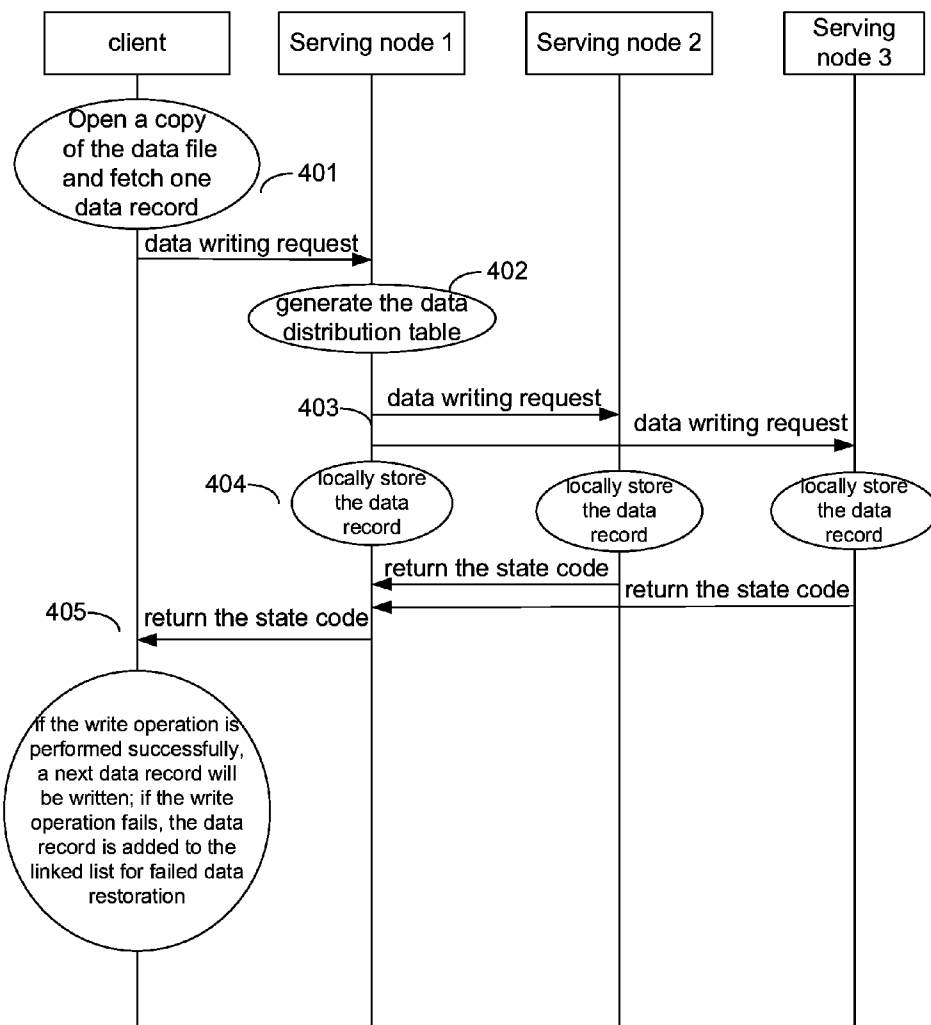 client
Serving node 1
Serving node 2
Serving
node 3
Open a copy
of the data file
and fetch one
data record
401
data writing request
402
generate the data
distribution table
403
data writing request
data writing request
404
locally store
the data
record
locally store
the data
record
locally store
the data
record
return the state code
return the state code
405
return the state code
If the write operation is
performed successfully,
a next data record will
be written; if the write
operation fails, the data
record is added to the
linked list for failed data
restoration